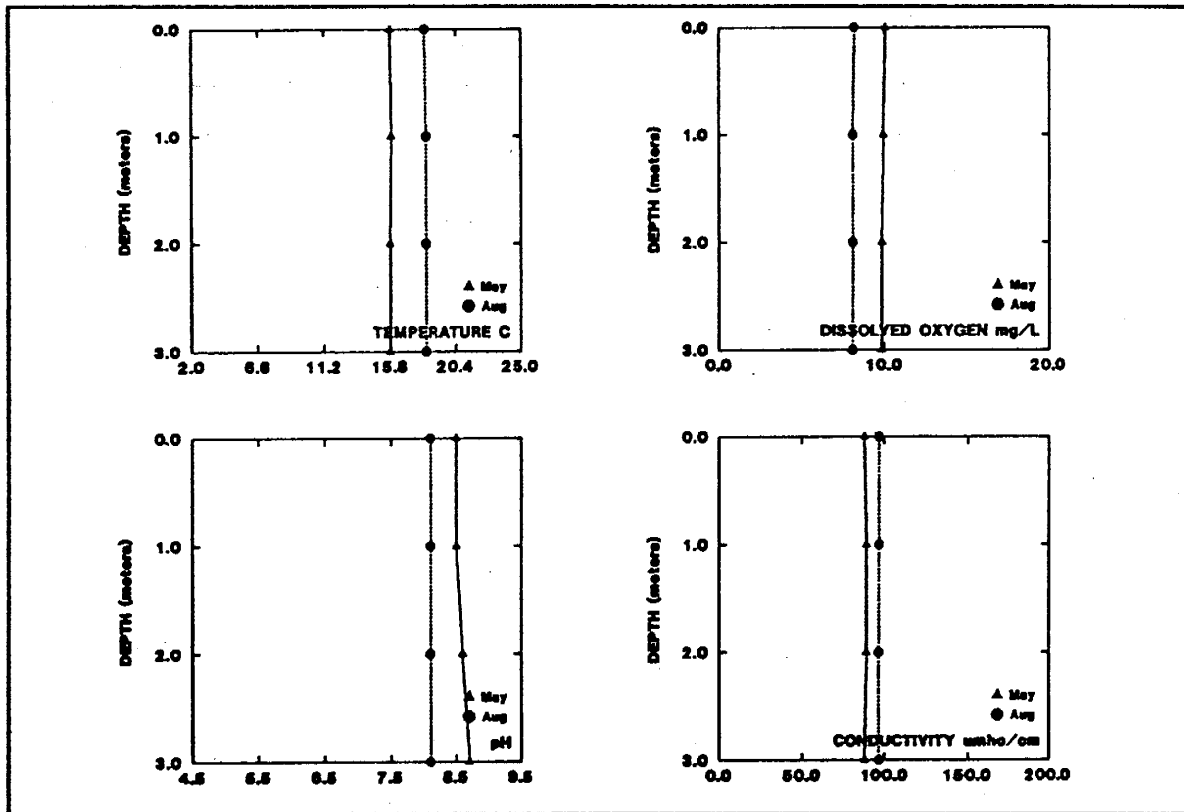 0.0
1.0
2.0
3.0
DEPTH (meters)
May
Aug
TEMPERATURE C
2.0 6.6 11.2 15.8 20.4 25.0
0.0
1.0
2.0
3.0
DEPTH (meters)
May
Aug
DISSOLVED OXYGEN mg/L
0.0 10.0 20.0
0.0
1.0
2.0
3.0
DEPTH (meters)
May
Aug
pH
4.5 5.5 6.5 7.5 8.5 9.5
0.0
1.0
2.0
3.0
DEPTH (meters)
May
Aug
CONDUCTIVITY umho/cm
0.0 50.0 100.0 150.0 200.0